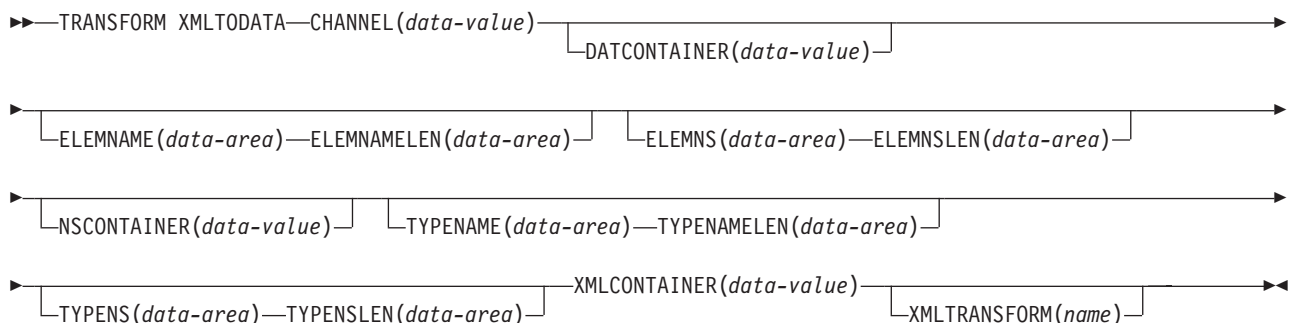 TRANSFORM XMLTODATA CHANNEL(data-value)
DATCONTAINER(data-value)
ELEMNAME(data-area) ELEMNAMELEN(data-area) ELEMNS(data-area) ELEMNSLEN(data-area)
NSCONTAINER(data-value) TYPENAME(data-area) TYPENAMELEN(data-area)
XMLCONTAINER(data-value)
TYPENS(data-area) TYPENSLEN(data-area) XMLTRANSFORM(name)